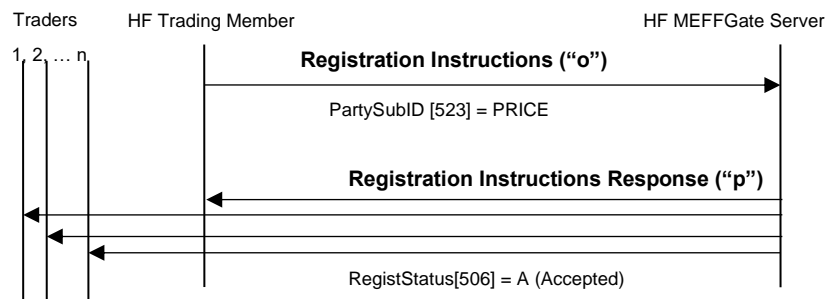 Traders
HF Trading Member
HF MEFFGate Server
1, 2, … n
Registration Instructions (“o”)
PartySubID [523] = PRICE
Registration Instructions Response (“p”)
RegistStatus[506] = A (Accepted)